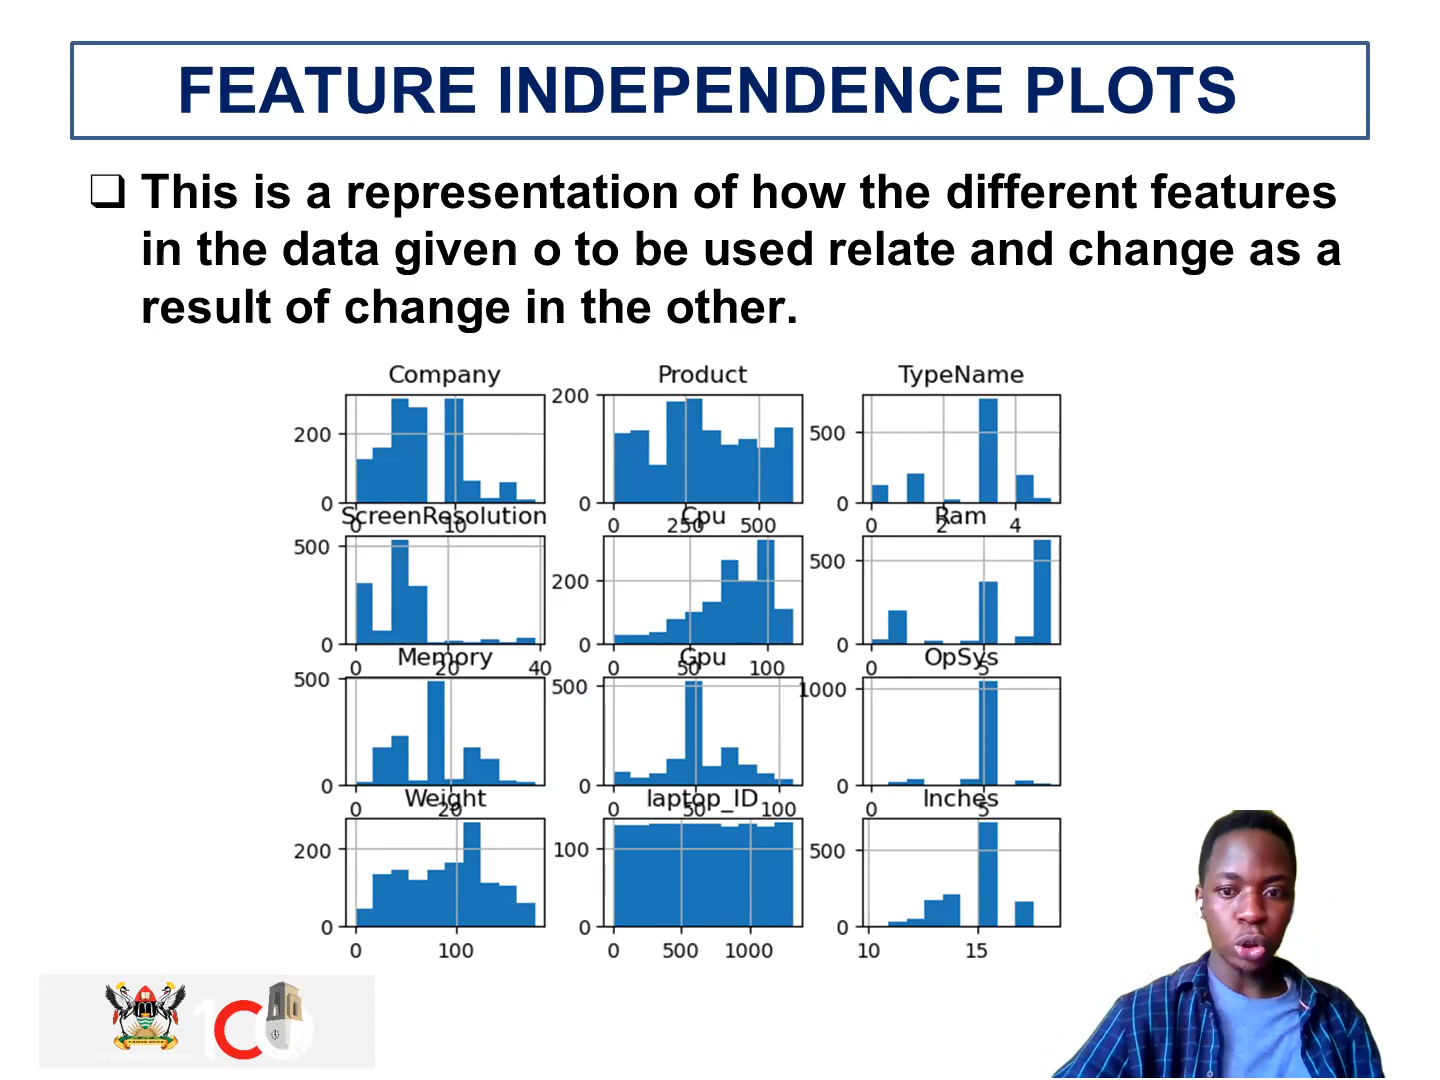 FEATURE INDEPENDENCE PLOTS
❑ This is a representation of how the different features
in the data given o to be used relate and change as a
result of change in the other.
Company Product TypeName
200
0
0 10
200
0
0 250 500
500
0
0 2 4
ScreenResolution Cpu Ram
500
0
0 20 40
200
0
0 50 100
500
0
0 5
Memory Gpu OpSys
500
0
0 20
500
0
0 50 100
1000
0
0 5
Weight laptop_ID Inches
200
0
0 100
100
0
0 500 1000
500
0
10 15
100